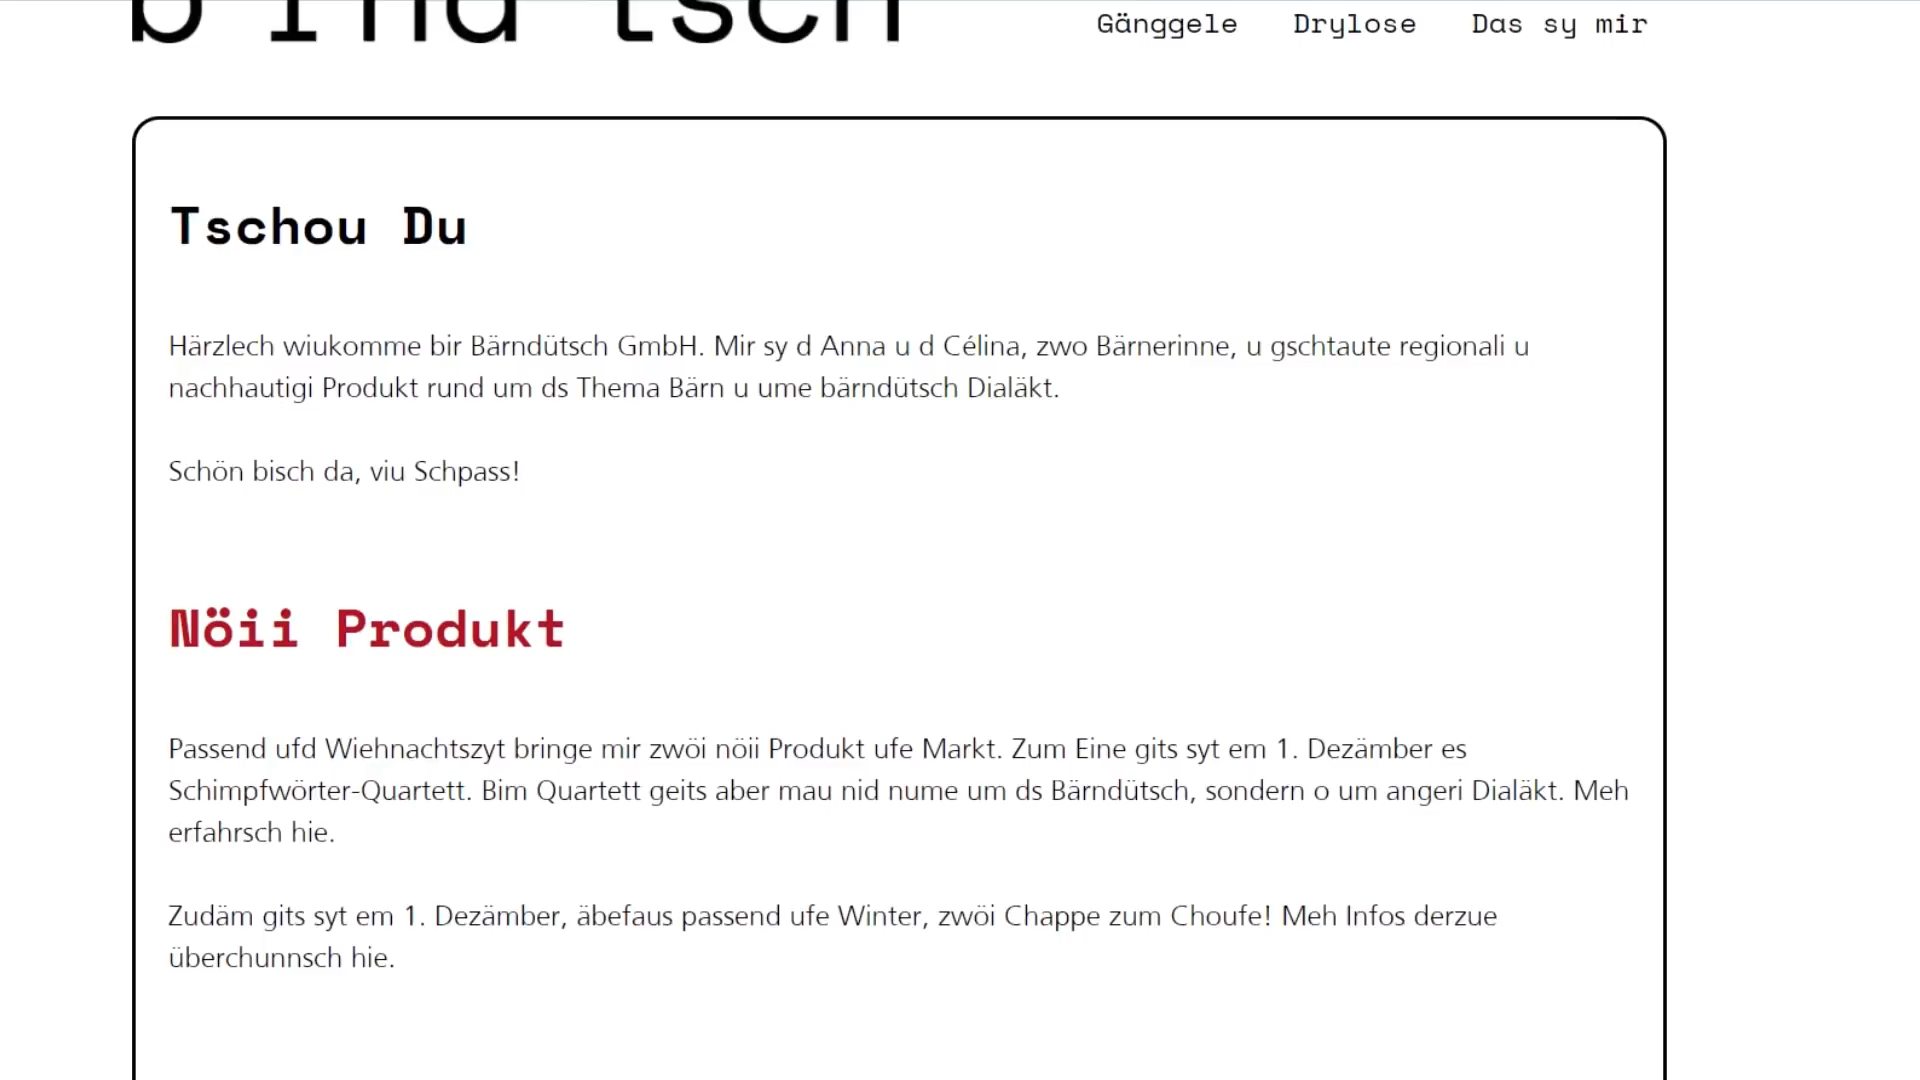 Gänggele Drylose Das sy mir
Tschou Du
Härzlech wiukomme bir Bärndütsch GmbH. Mir sy d Anna u d Célina, zwo Bärnerinne, u gschtaute regionali u
nachhautigi Produkt rund um ds Thema Bärn u ume bärndütsch Dialäkt.
Schön bisch da, viu Schpass!
Nöii Produkt
Passend ufd Wiehnachtszyt bringe mir zwöi nöii Produkt ufe Markt. Zum Eine gits syt em 1. Dezämber es
Schimpfwörter-Quartett. Bim Quartett geits aber mau nid nume um ds Bärndütsch, sondern o um angeri Dialäkt. Meh
erfahrsch hie.
Zudäm gits syt em 1. Dezämber, äbefaus passend ufe Winter, zwöi Chappe zum Choufe! Meh Infos derzue
überchunnsch hie.